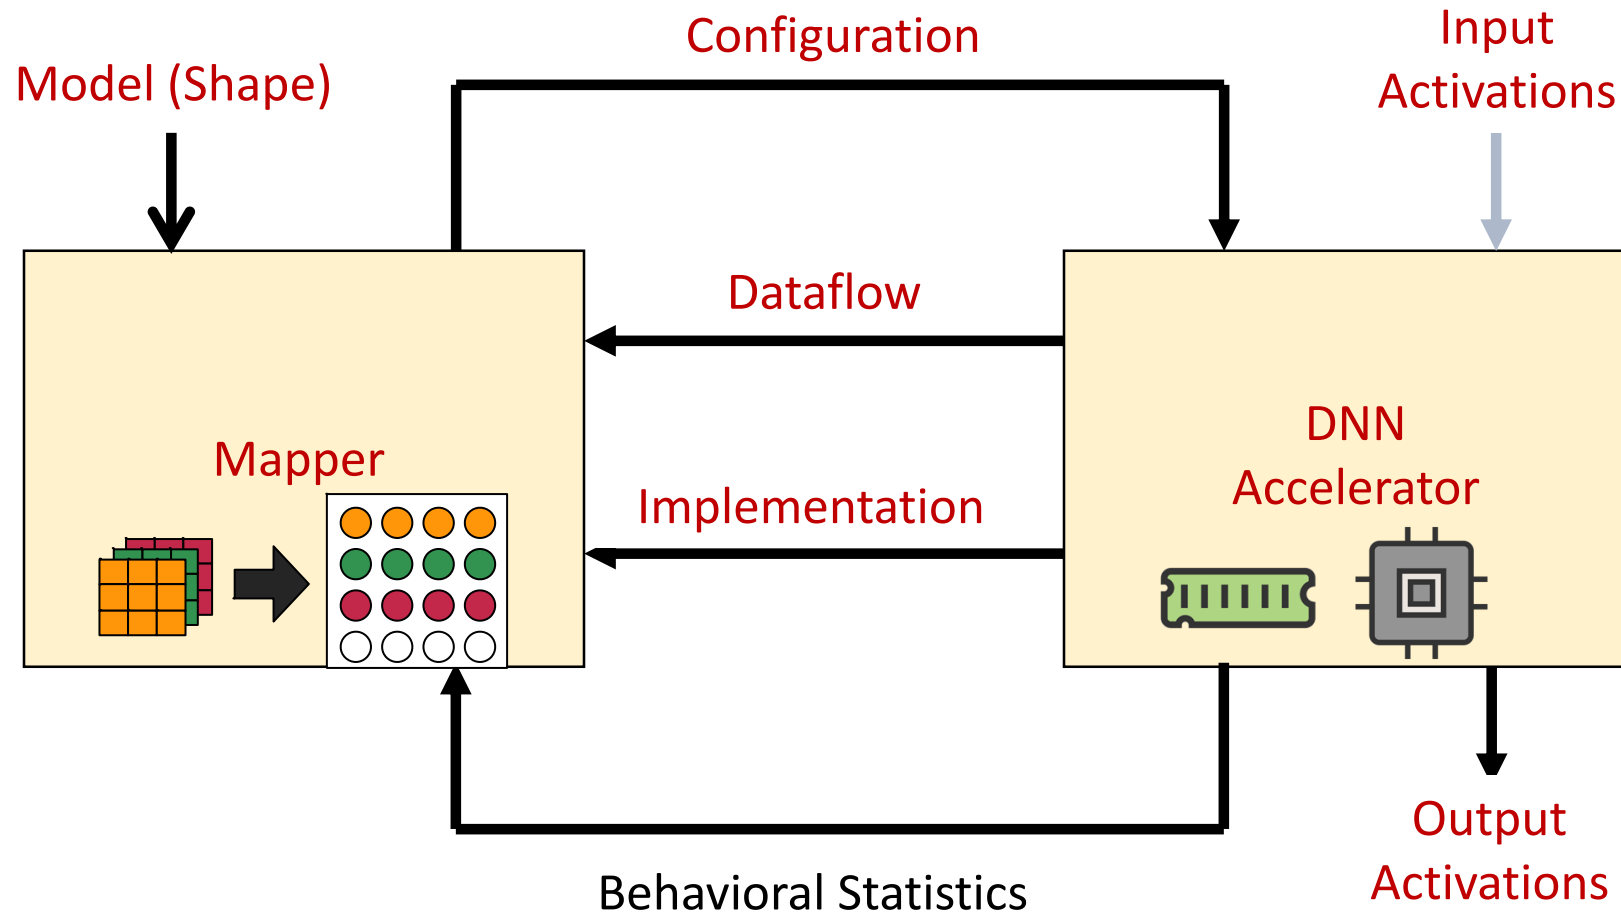 Configuration
Input
Activations
Model (Shape)
Dataflow
DNN
Accelerator
Mapper
Implementation
Output
Activations
Behavioral Statistics